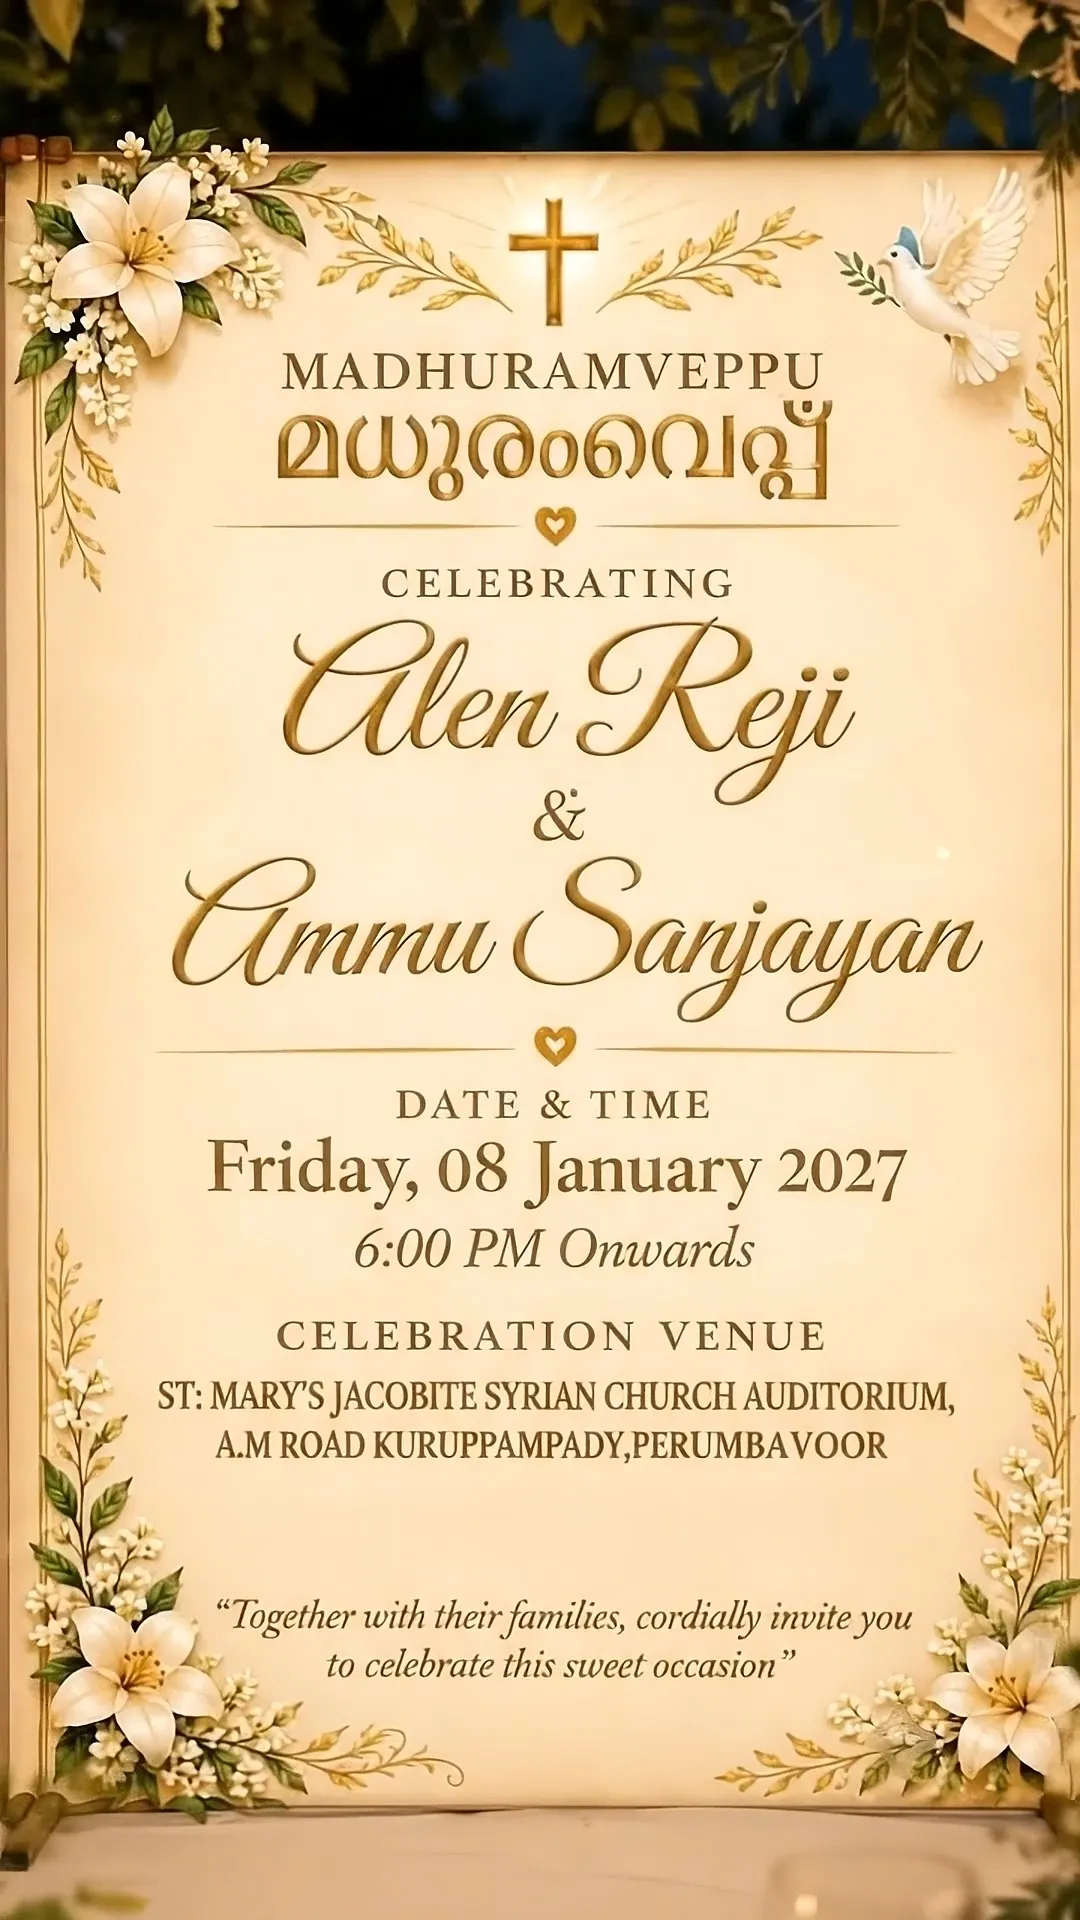 MADHURAMVEPPU
മധുരംവെപ്പ്
CELEBRATING
Alen Reji
&
Ammu Sanjayan
DATE & TIME
Friday, 08 January 2027
6:00 PM Onwards
CELEBRATION VENUE
ST: MARY'S JACOBITE SYRIAN CHURCH AUDITORIUM,
A.M ROAD KURUPPAMPADY,PERUMBAVOOR
“Together with their families, cordially invite you
to celebrate this sweet occasion”